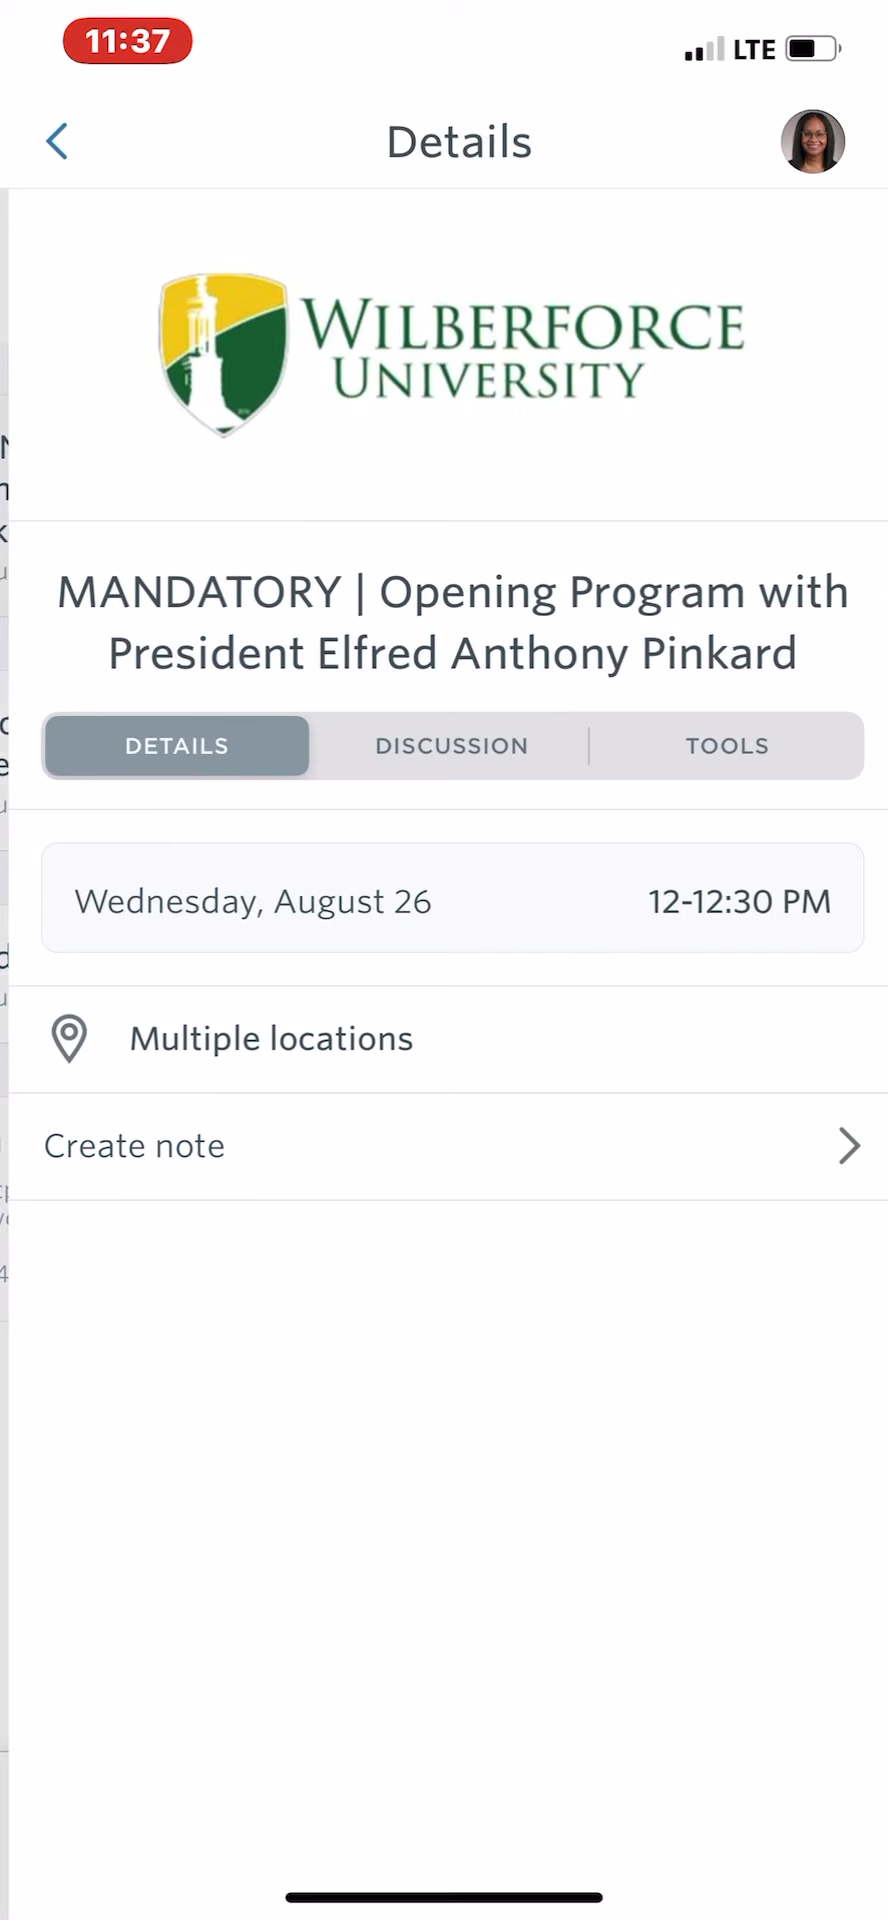 11:37
LTE
Details
WILBERFORCE
UNIVERSITY
MANDATORY | Opening Program with
President Elfred Anthony Pinkard
DETAILS
DISCUSSION
TOOLS
Wednesday, August 26
12-12:30 PM
Multiple locations
Create note